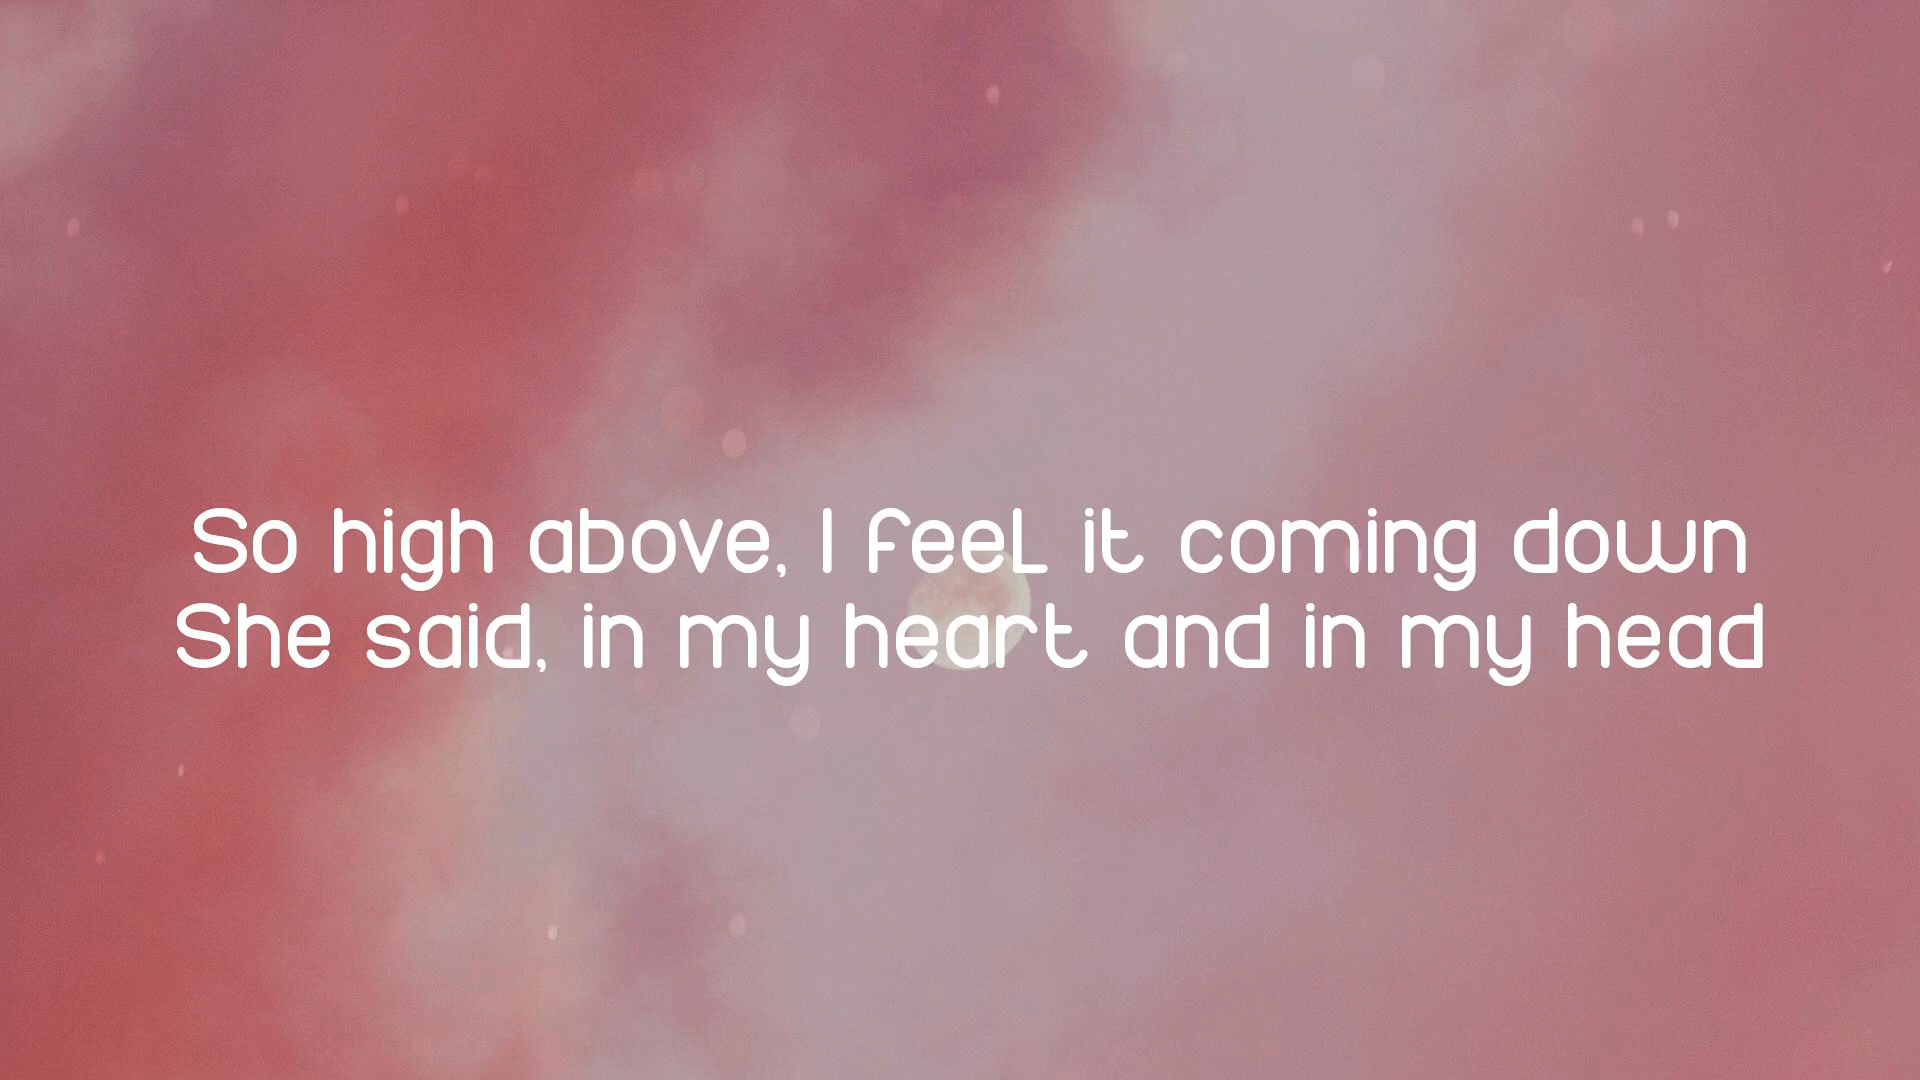 So high above, I feel it coming down
She said, in my heart and in my head